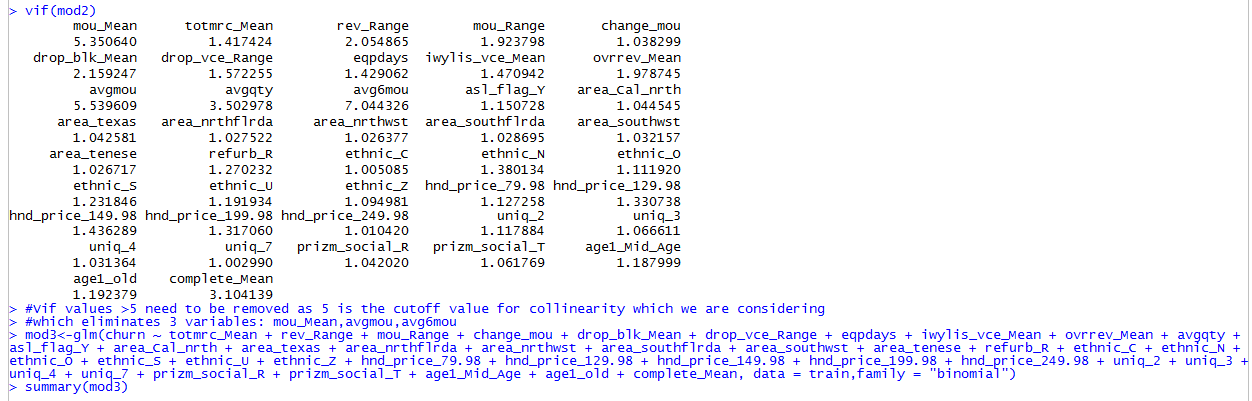 > vif(mod2)
mou_Mean totmrc_Mean rev_Range mou_Range change_mou
5.350640 1.417424 2.054865 1.923798 1.038299
drop_blk_Mean drop_vce_Range eqpdays iwylis_vce_Mean ovrrev_Mean
2.159247 1.572255 1.429062 1.470942 1.978745
avgmou avgqty avg6mou asl_flag_Y area_Cal_nrth
5.539609 3.502978 7.044326 1.150728 1.044545
area_texas area_nrthflrda area_nrthwst area_southflrda area_southwst
1.042581 1.027522 1.026377 1.028695 1.032157
area_tenese refurb_R ethnic_C ethnic_N ethnic_O
1.026717 1.270232 1.005085 1.380134 1.111920
ethnic_S ethnic_U ethnic_Z hnd_price_79.98 hnd_price_129.98
1.231846 1.191934 1.094981 1.127258 1.330738
hnd_price_149.98 hnd_price_199.98 hnd_price_249.98 uniq_2 uniq_3
1.436289 1.317060 1.010420 1.117884 1.066611
uniq_4 uniq_7 prizm_social_R prizm_social_T age1_Mid_Age
1.031364 1.002990 1.042020 1.061769 1.187999
age1_old complete_Mean
1.192379 3.104139
> #Vif values >5 need to be removed as 5 is the cutoff value for collinearity which we are considering
> #which eliminates 3 variables: mou_Mean,avgmou,avg6mou
> mod3<-glm(churn ~ totmrc_Mean + rev_Range + mou_Range + change_mou + drop_blk_Mean + drop_vce_Range + eqpdays + iwylis_vce_Mean + ovrrev_Mean + avgqty +
asl_flag_Y + area_Cal_nrth + area_texas + area_nrthflrda + area_nrthwst + area_southflrda + area_southwst + area_tenese + refurb_R + ethnic_C + ethnic_N +
ethnic_O + ethnic_S + ethnic_U + ethnic_Z + hnd_price_79.98 + hnd_price_129.98 + hnd_price_149.98 + hnd_price_199.98 + hnd_price_249.98 + uniq_2 + uniq_3 +
uniq_4 + uniq_7 + prizm_social_R + prizm_social_T + age1_Mid_Age + age1_old + complete_Mean, data = train,family = "binomial")
> summary(mod3)